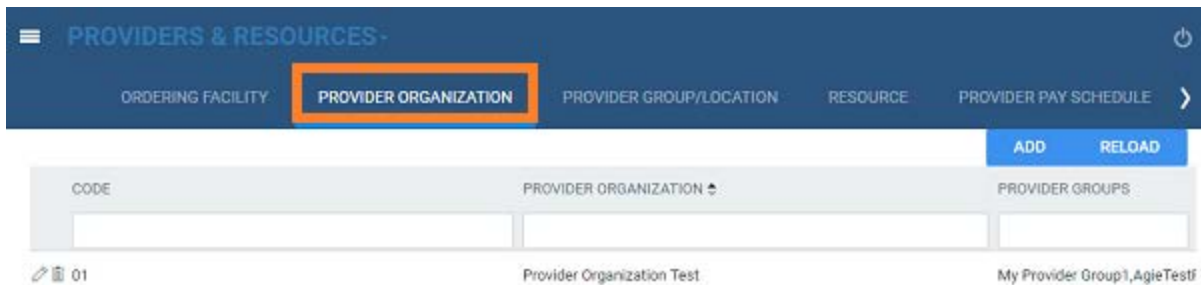 PROVIDERS & RESOURCES
ORDERING FACILITY PROVIDER ORGANIZATION PROVIDER GROUP/LOCATION RESOURCE PROVIDER PAY SCHEDULE
ADD RELOAD
CODE PROVIDER ORGANIZATION PROVIDER GROUPS
01 Provider Organization Test My Provider Group1,AgieTest